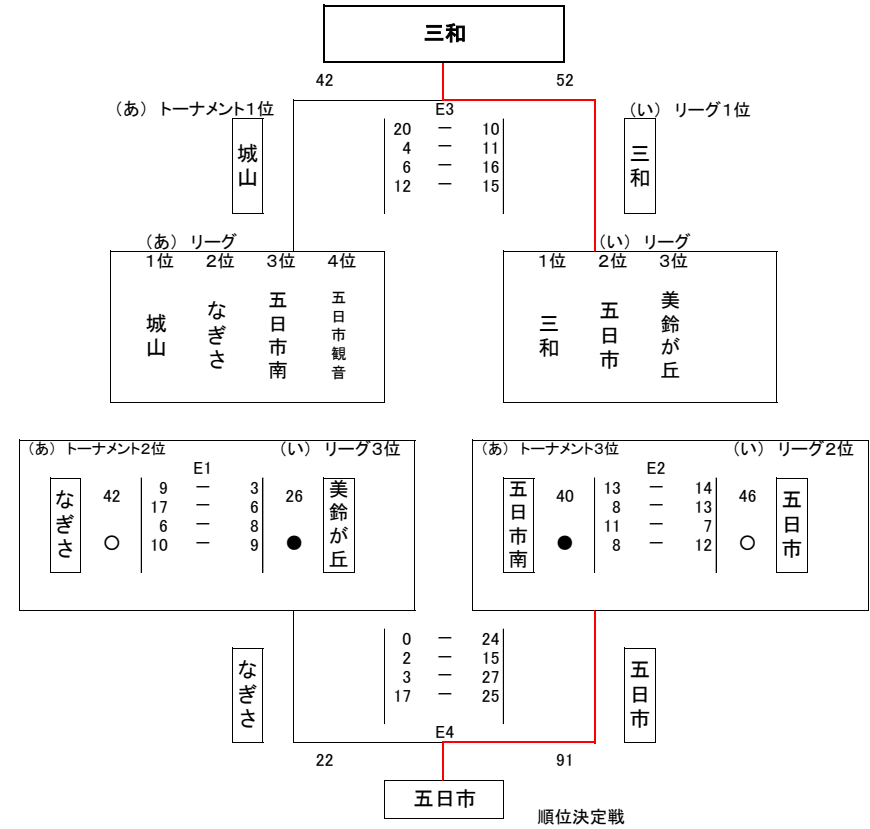 三和
42 52
（あ） トーナメント１位 E3 （い） リーグ１位
城山
20 ー 10
4 ー 11
6 ー 16
12 ー 15
三和
（あ） リーグ
１位 ２位 ３位 ４位
城山 なぎさ 五日市南 五日市観音
（い） リーグ
１位 ２位 ３位
三和 五日市 美鈴が丘
（あ） トーナメント２位 （い） リーグ３位
E1
なぎさ
42
○
9 ー 3
17 ー 6
6 ー 8
10 ー 9
26
●
美鈴が丘
（あ） トーナメント３位 （い） リーグ２位
E2
五日市南
40
●
13 ー 14
8 ー 13
11 ー 7
8 ー 12
46
○
五日市
なぎさ
0 ー 24
2 ー 15
3 ー 27
17 ー 25
五日市
E4
22 91
五日市
順位決定戦